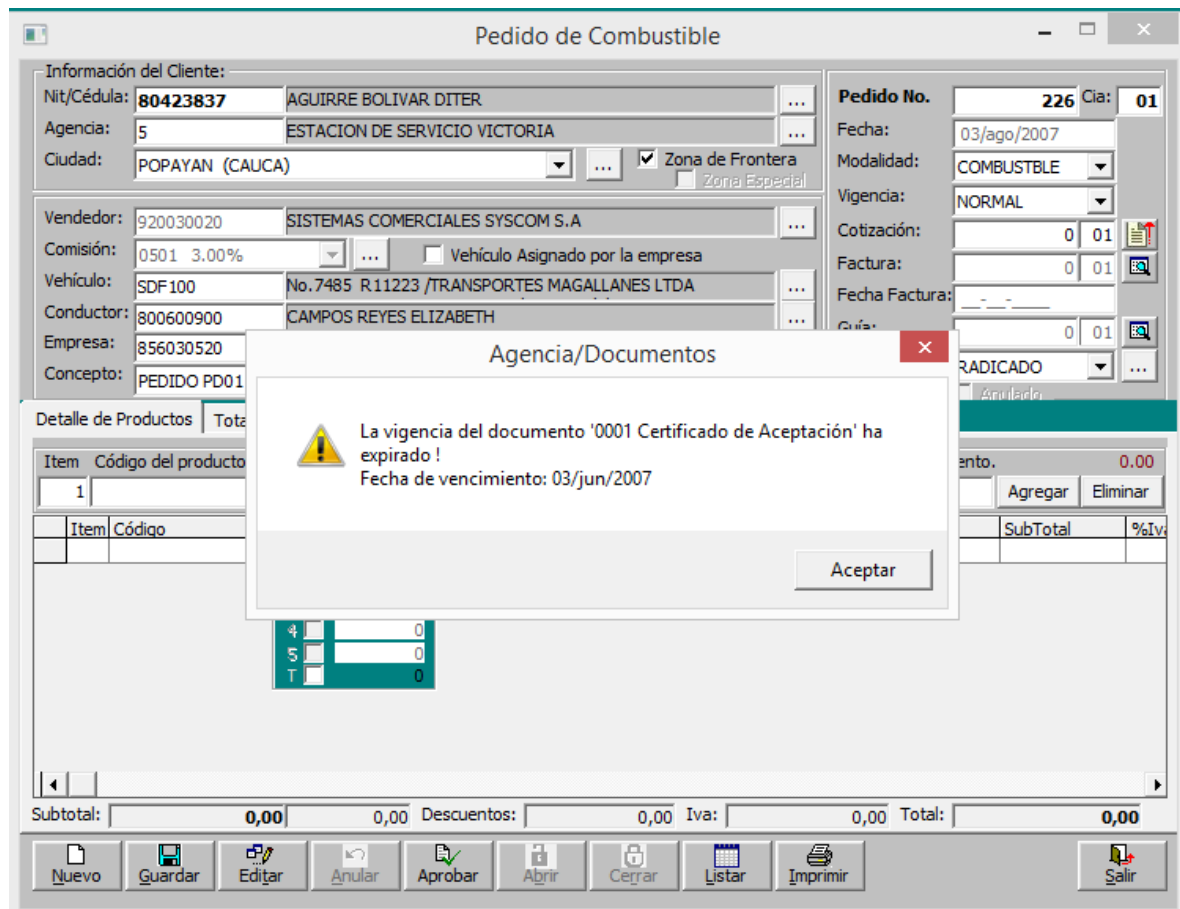 Pedido de Combustible
Información del Cliente:
Nit/Cédula: 80423837 AGUIRRE BOLIVAR DITER ...
Agencia: 5 ESTACION DE SERVICIO VICTORIA ...
Ciudad: POPAYAN (CAUCA) ... Zona de Frontera
Zona Especial
Pedido No. 226 Cia: 01
Fecha: 03/ago/2007
Modalidad: COMBUSTBLE
Vigencia: NORMAL
Cotización: 0 01
Factura: 0 01
Fecha Factura: __-__-____
Guía: 0 01
RADICADO ...
Anulado
Vendedor: 920030020 SISTEMAS COMERCIALES SYSCOM S.A ...
Comisión: 0501 3.00% ... Vehículo Asignado por la empresa
Vehículo: SDF100 No.7485 R11223 /TRANSPORTES MAGALLANES LTDA ...
Conductor: 800600900 CAMPOS REYES ELIZABETH ...
Empresa: 856030520
Concepto: PEDIDO PD01
Agencia/Documentos
La vigencia del documento '0001 Certificado de Aceptación' ha
expirado !
Fecha de vencimiento: 03/jun/2007
Aceptar
Detalle de Productos Tota
Item Código del producto ento. 0.00
1 Agregar Eliminar
Item Código SubTotal %Iva
4 0
5 0
T 0
Subtotal: 0,00 0,00 Descuentos: 0,00 Iva: 0,00 Total: 0,00
Nuevo Guardar Editar Anular Aprobar Abrir Cerrar Listar Imprimir Salir